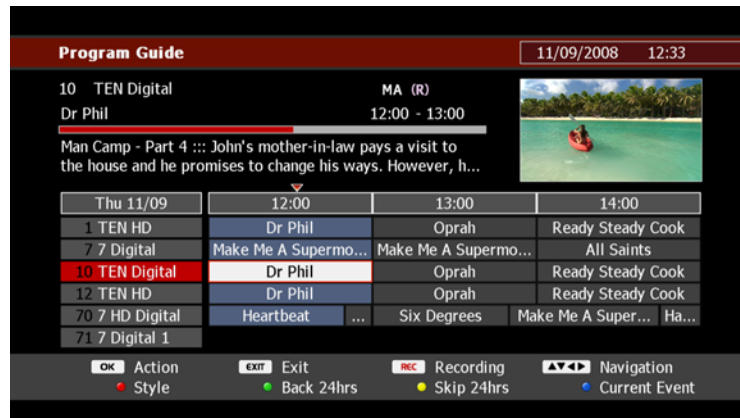 Program Guide 11/09/2008 12:33
10 TEN Digital MA (R)
Dr Phil 12:00 - 13:00
Man Camp - Part 4 ::: John's mother-in-law pays a visit to
the house and he promises to change his ways. However, h...
Thu 11/09 12:00 13:00 14:00
1 TEN HD Dr Phil Oprah Ready Steady Cook
7 7 Digital Make Me A Supermo... Make Me A Supermo... All Saints
10 TEN Digital Dr Phil Oprah Ready Steady Cook
12 TEN HD Dr Phil Oprah Ready Steady Cook
70 7 HD Digital Heartbeat ... Six Degrees Make Me A Super... Ha...
71 7 Digital 1
OK Action EXIT Exit REC Recording ▲▼◀▶ Navigation
Style Back 24hrs Skip 24hrs Current Event